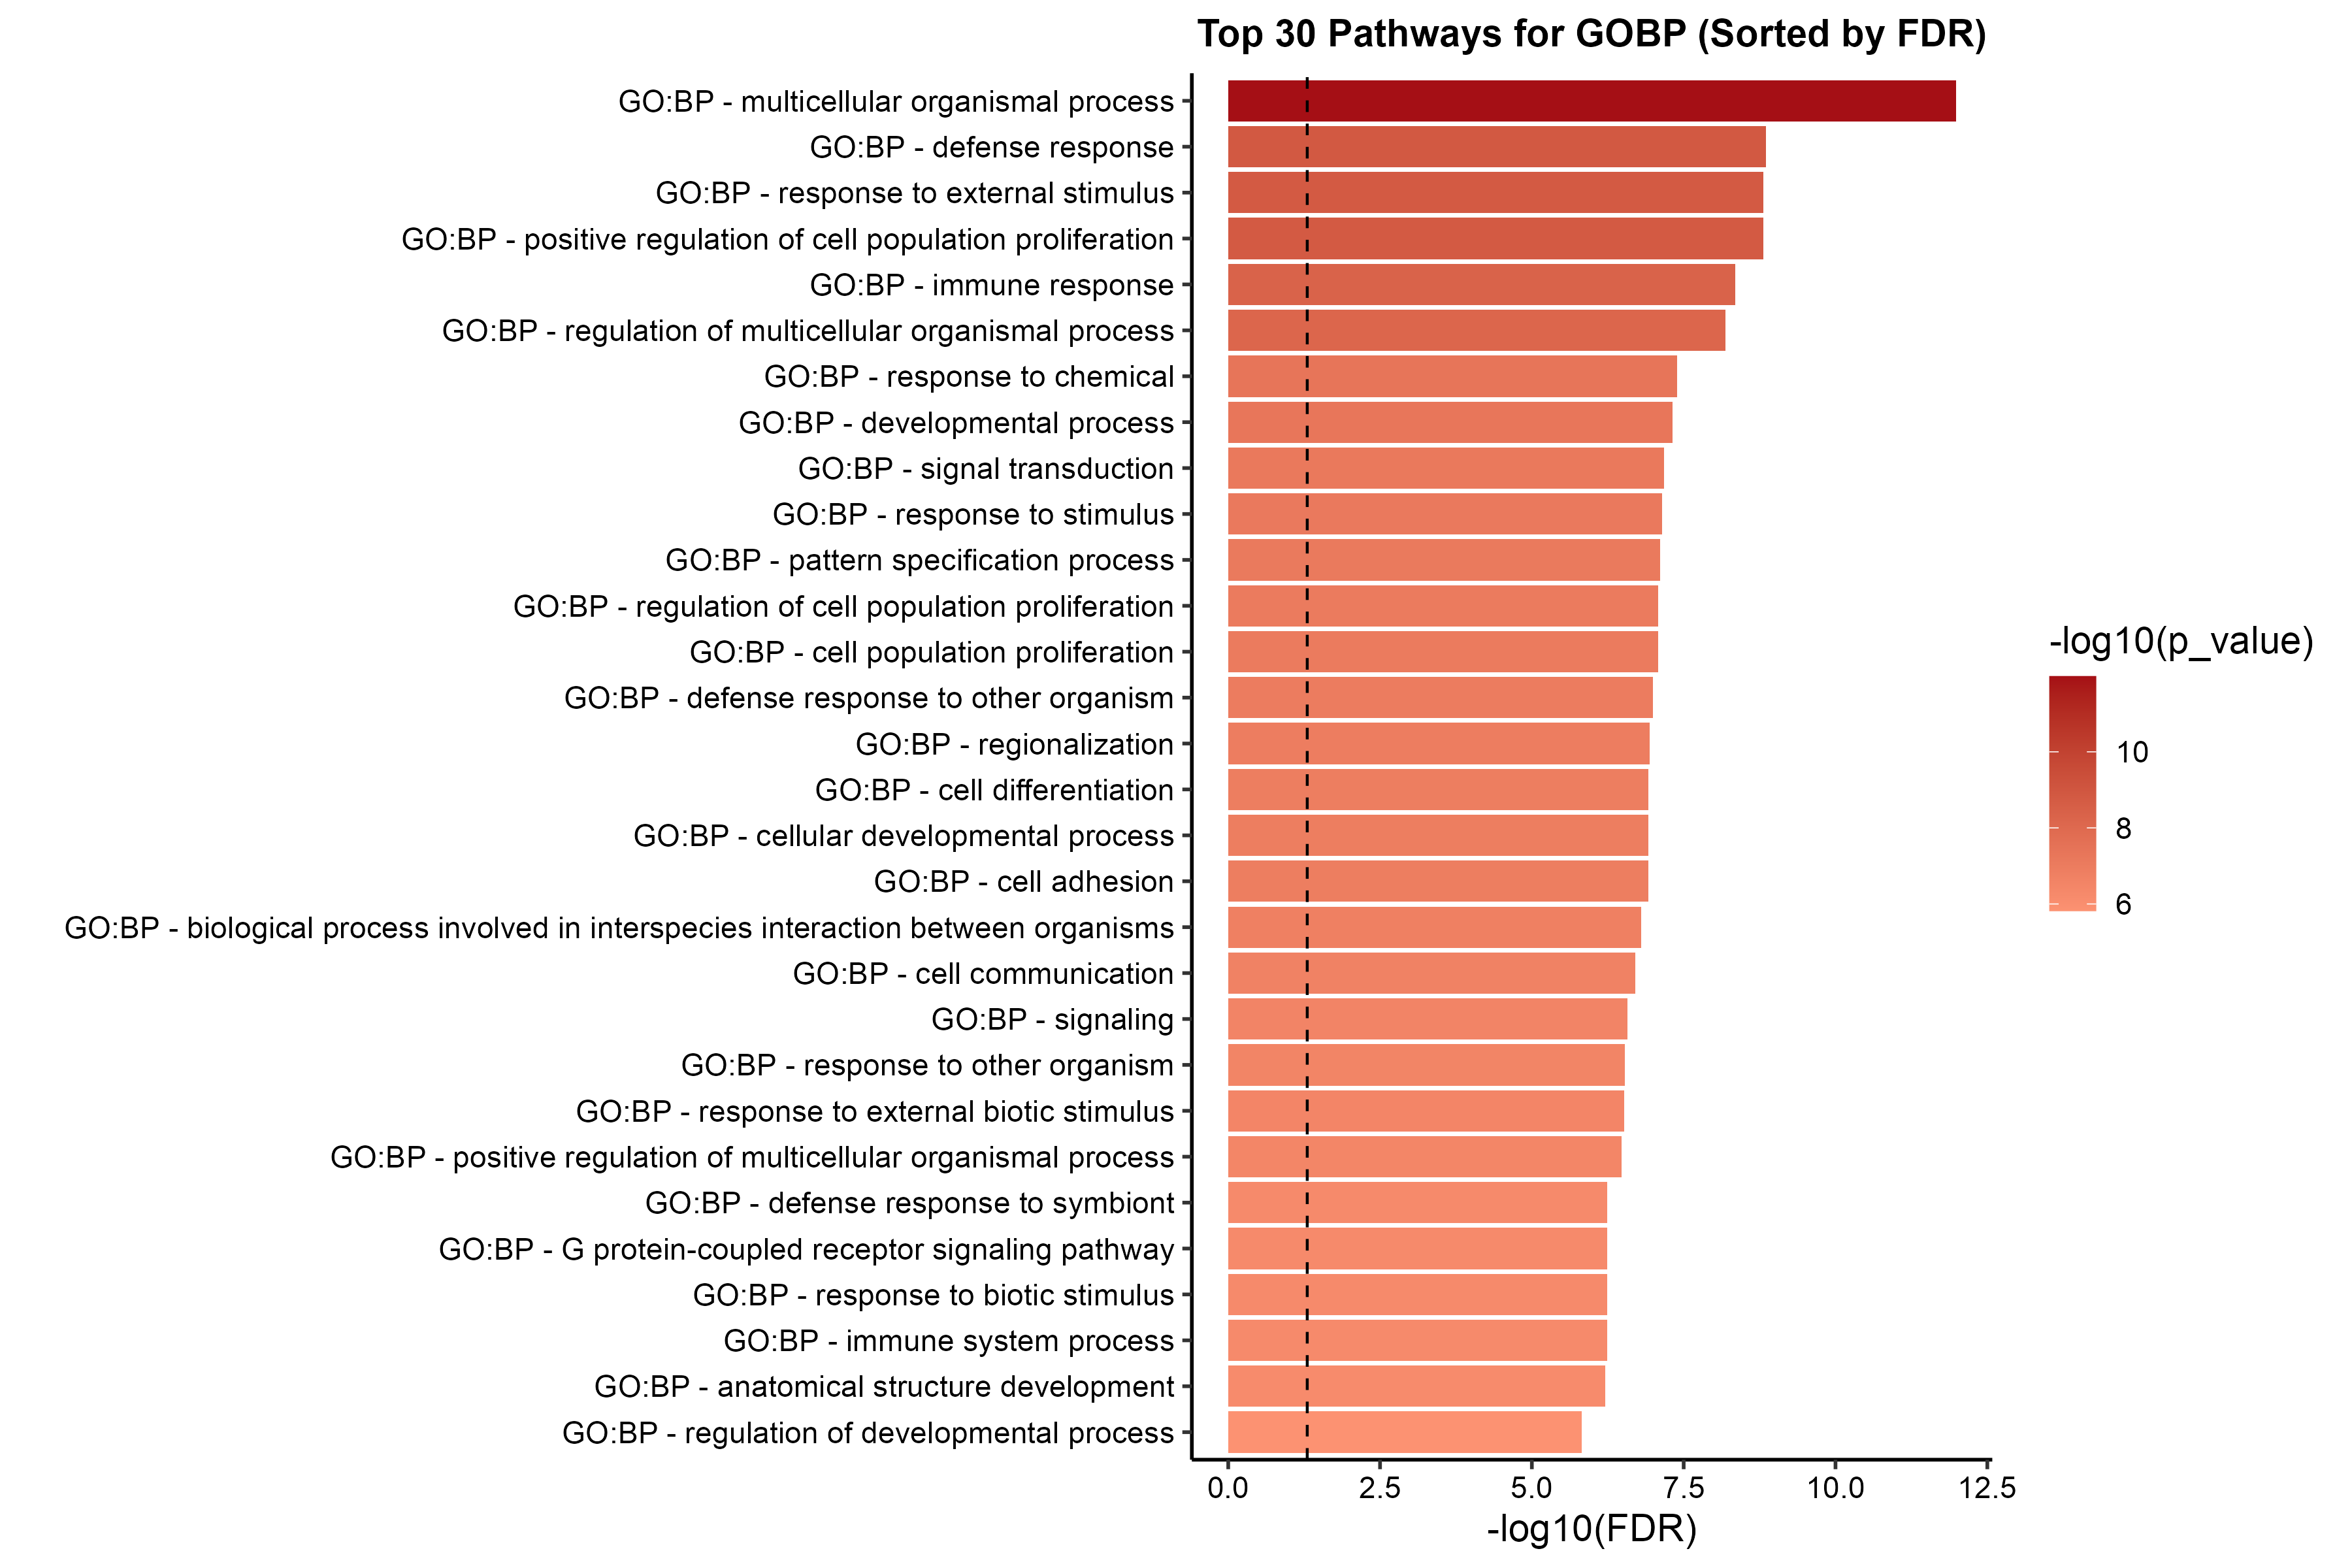 Top 30 Pathways for GOBP (Sorted by FDR)
GO:BP - multicellular organismal process
GO:BP - defense response
GO:BP - response to external stimulus
GO:BP - positive regulation of cell population proliferation
GO:BP - immune response
GO:BP - regulation of multicellular organismal process
GO:BP - response to chemical
GO:BP - developmental process
GO:BP - signal transduction
GO:BP - response to stimulus
GO:BP - pattern specification process
GO:BP - regulation of cell population proliferation
GO:BP - cell population proliferation
GO:BP - defense response to other organism
GO:BP - regionalization
GO:BP - cell differentiation
GO:BP - cellular developmental process
GO:BP - cell adhesion
GO:BP - biological process involved in interspecies interaction between organisms
GO:BP - cell communication
GO:BP - signaling
GO:BP - response to other organism
GO:BP - response to external biotic stimulus
GO:BP - positive regulation of multicellular organismal process
GO:BP - defense response to symbiont
GO:BP - G protein-coupled receptor signaling pathway
GO:BP - response to biotic stimulus
GO:BP - immune system process
GO:BP - anatomical structure development
GO:BP - regulation of developmental process
0.0 2.5 5.0 7.5 10.0 12.5
-log10(FDR)
-log10(p_value)
10
8
6